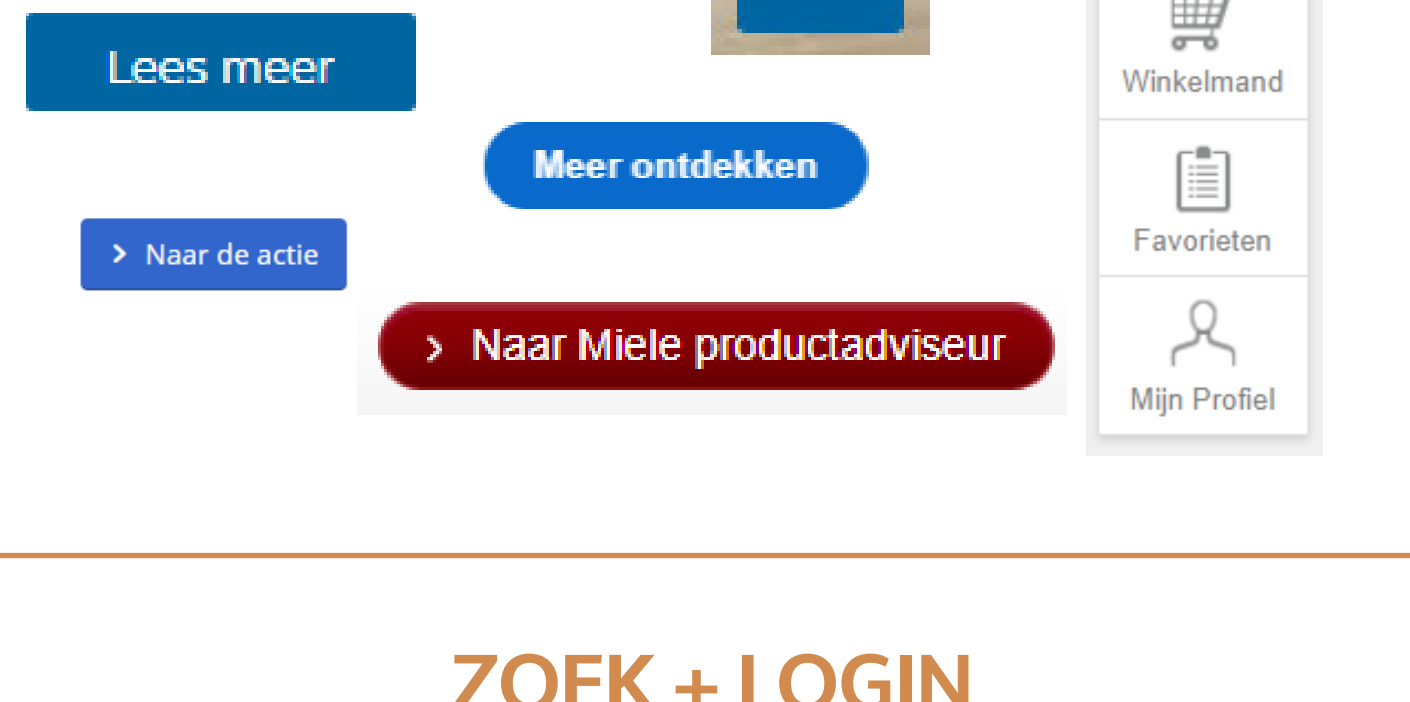 Lees meer
Winkelmand
Meer ontdekken
Favorieten
Naar de actie
Naar Miele productadviseur
Mijn Profiel
ZOEK + LOGIN